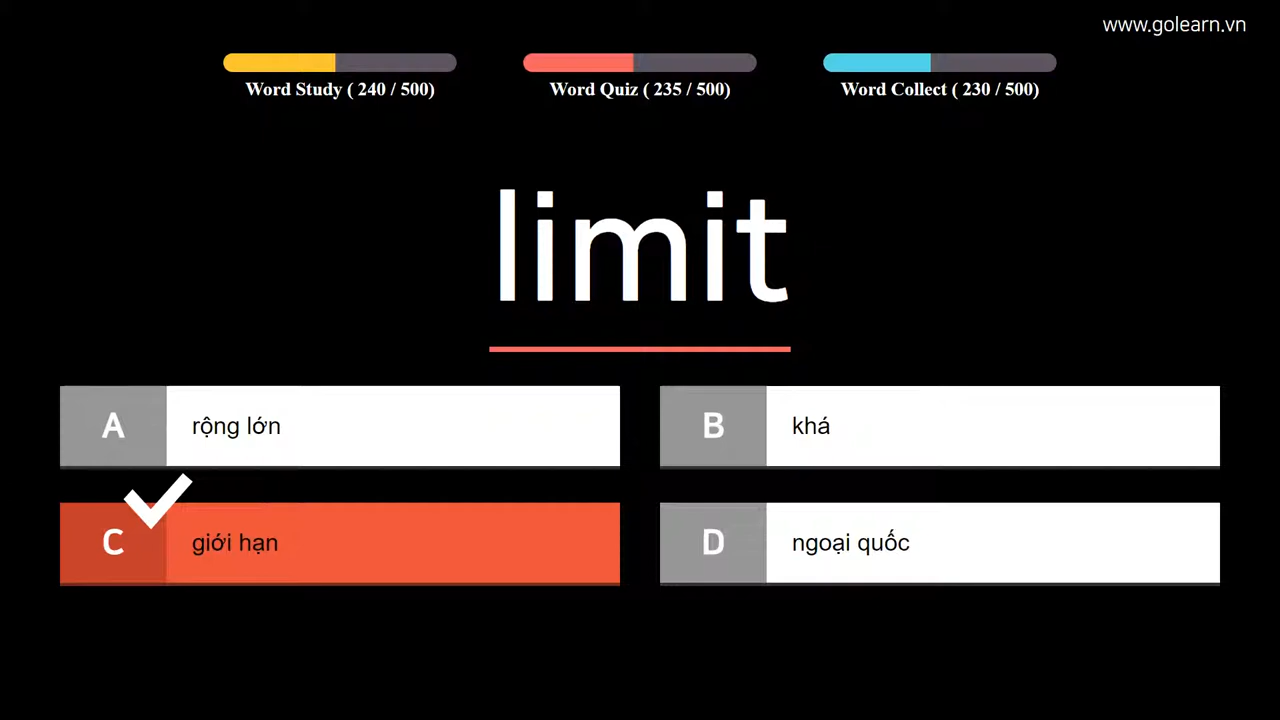 www.golearn.vn
Word Study ( 240 / 500)
Word Quiz ( 235 / 500)
Word Collect ( 230 / 500)
limit
A rộng lớn
B khá
C giới hạn
D ngoại quốc